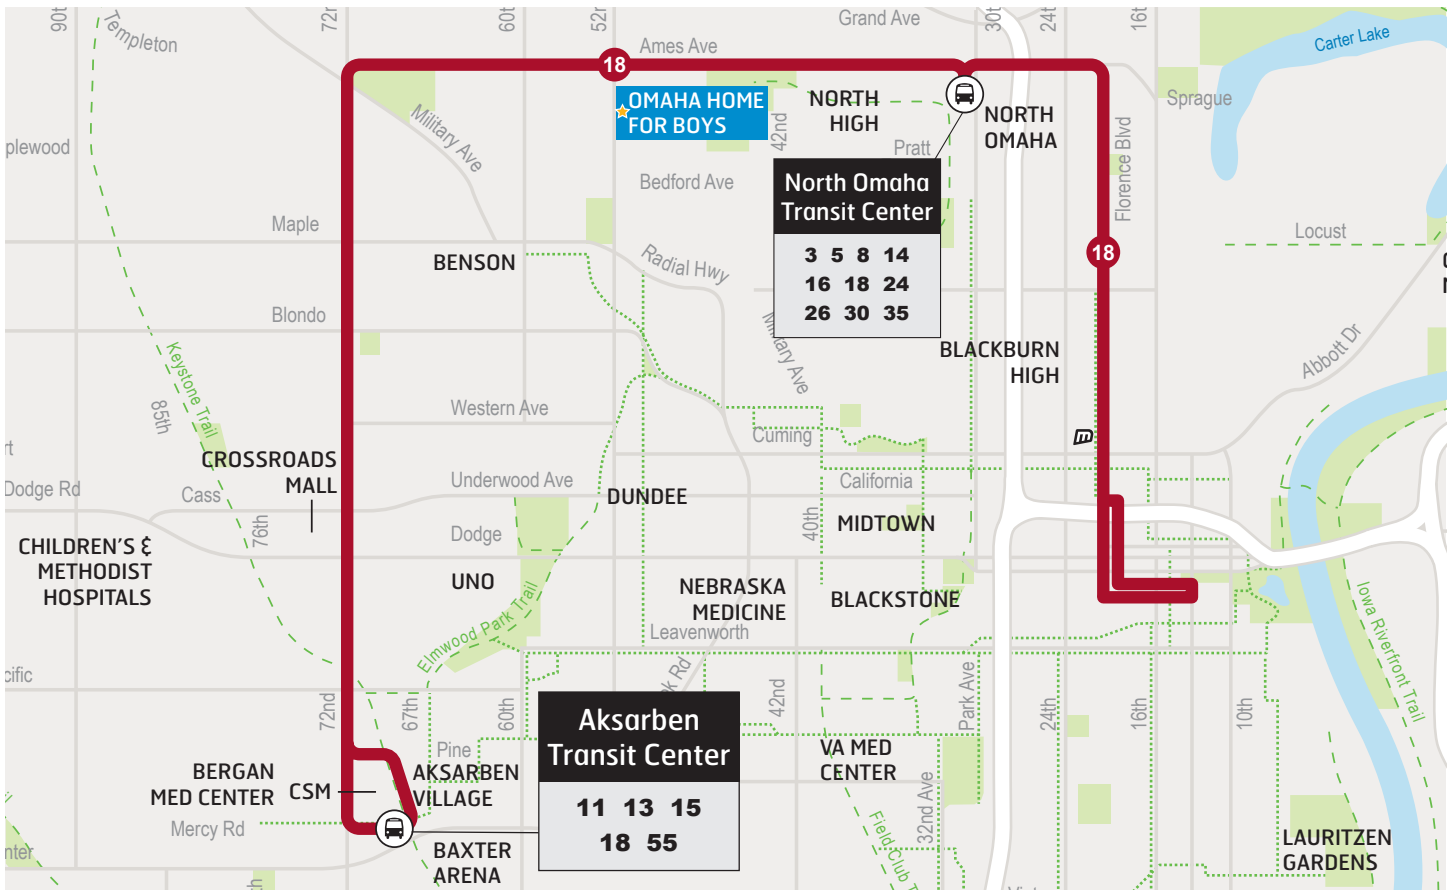 90th
72nd
60th
52nd
30th
24th
16th
Templeton
Grand Ave
Ames Ave
Carter Lake
18
OMAHA HOME
FOR BOYS
NORTH
HIGH
42nd
NORTH
OMAHA
Sprague
Military Ave
plewood
Pratt
Bedford Ave
Florence Blvd
North Omaha
Transit Center
3 5 8 14
16 18 24
26 30 35
Maple
BENSON
Radial Hwy
18
Locust
Blondo
Military Ave
BLACKBURN
HIGH
Abbott Dr
Keystone Trail
85th
Western Ave
Cuming
CROSSROADS
MALL
Dodge Rd
Cass
Underwood Ave
California
DUNDEE
76th
Dodge
40th
MIDTOWN
CHILDREN'S &
METHODIST
HOSPITALS
UNO
NEBRASKA
MEDICINE
BLACKSTONE
Elmwood Park Trail
Leavenworth
Iowa Riverfront Trail
cific
72nd
67th
60th
42nd
Park Ave
24th
16th
10th
Aksarben
Transit Center
11 13 15
18 55
Pine
BERGAN
MED CENTER
CSM
AKSARBEN
VILLAGE
VA MED
CENTER
Mercy Rd
32nd Ave
BAXTER
ARENA
Field Club T
LAURITZEN
GARDENS
nter